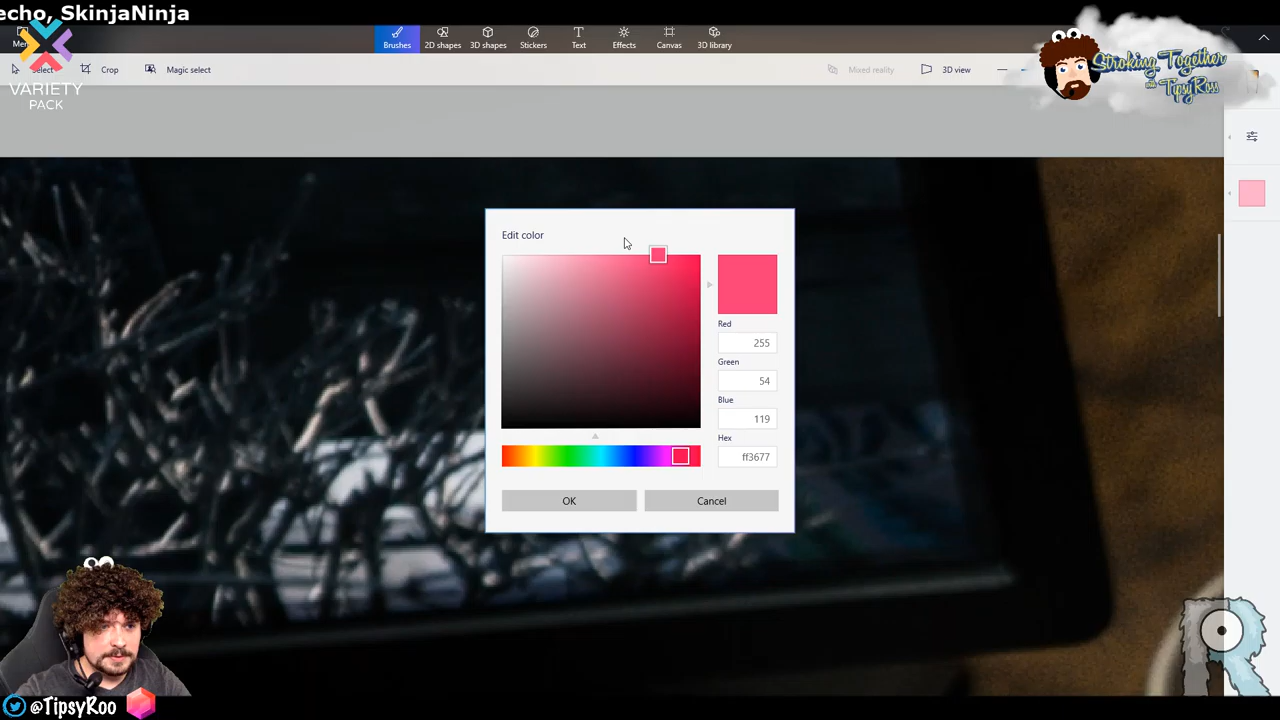 echo, SkinjaNinja
Brushes
2D shapes
3D shapes
Stickers
Text
Effects
Canvas
3D library
Select
Crop
Magic select
Mixed reality
3D view
VARIETY
PACK
Stroking Together
with TipsyRoss
Edit color
Red
255
Green
54
Blue
119
Hex
ff3677
OK
Cancel
@TipsyRoo